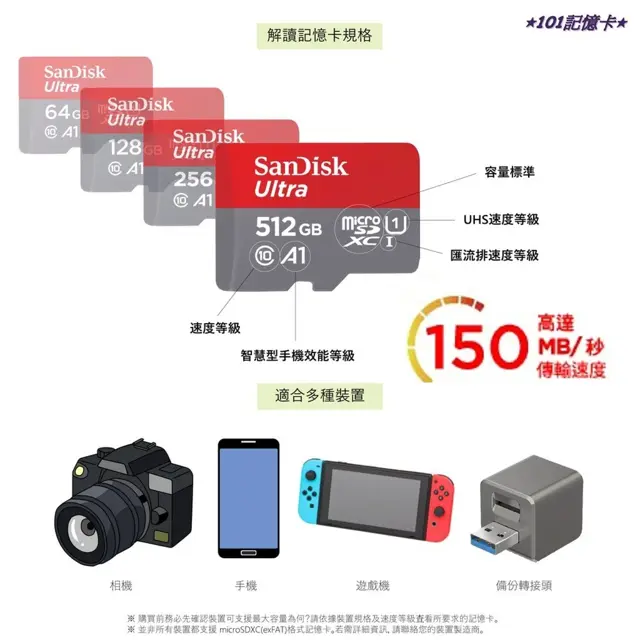 ★101記憶卡★
解讀記憶卡規格
SanDisk
Ultra
64GB
10 A1
SanDisk
Ultra
128
10 A1
SanDisk
Ultra
256
10 A1
SanDisk
Ultra
512 GB
micro SD XC
U1
I
10 A1
容量標準
UHS速度等級
匯流排速度等級
速度等級
智慧型手機效能等級
150
高達
MB/秒
傳輸速度
適合多種裝置
相機
手機
遊戲機
備份轉接頭
※ 購買前務必先確認裝置可支援最大容量為何?請依據裝置規格及速度等級查看所要求的記憶卡。
※ 並非所有裝置都支援 microSDXC(exFAT)格式記憶卡。若需詳細資訊, 請聯絡您的裝置製造商。